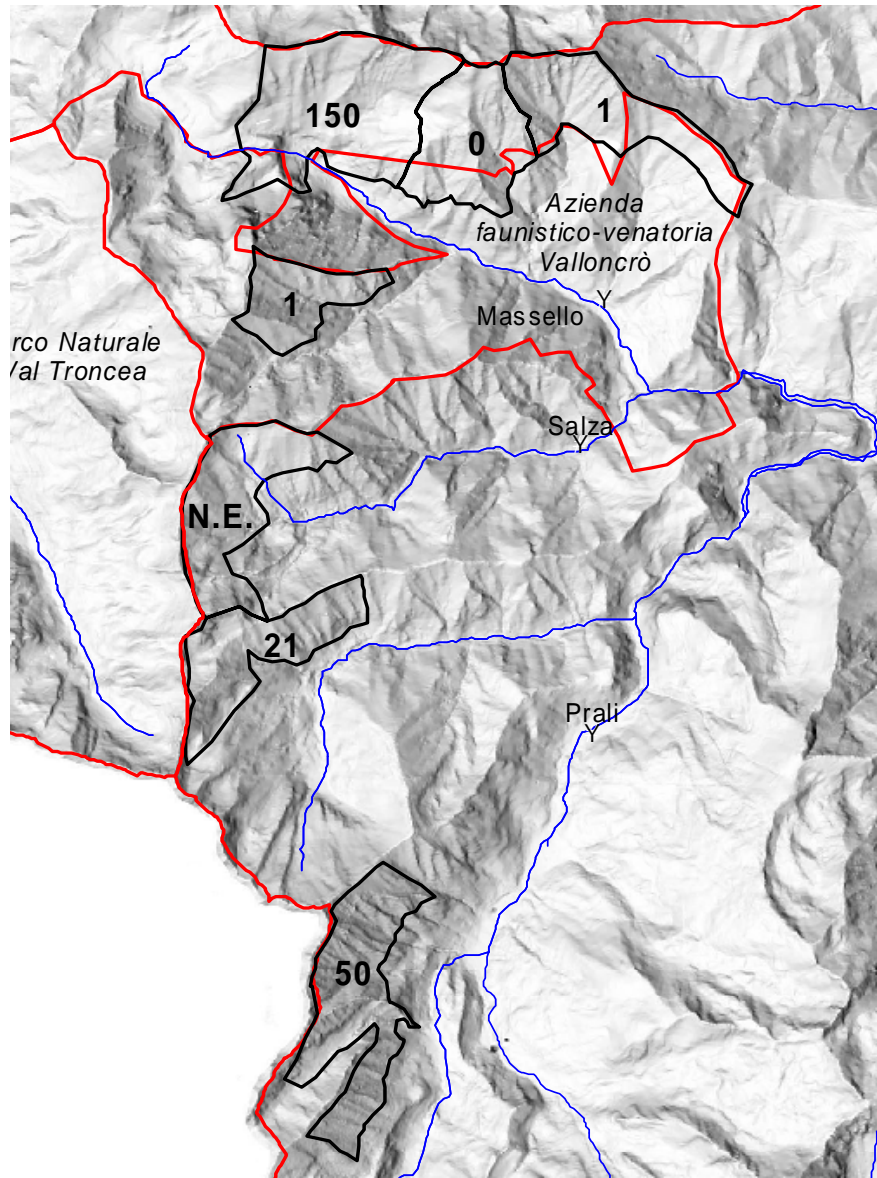 150
0
1
Azienda
faunistico-venatoria
Valloncrò
1
Y
Massello
rco Naturale
Val Troncea
Salza
Y
N.E.
21
Prali
Y
50